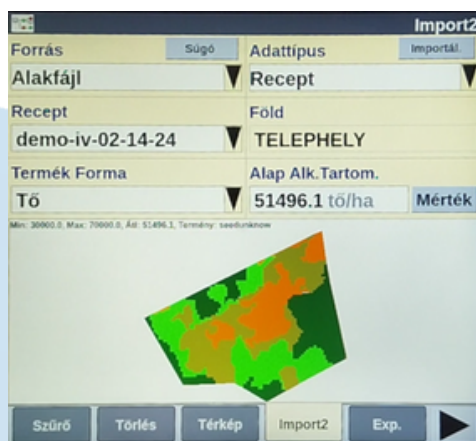 Import2
Forrás Súgó Adattípus Importál.
Alakfájl Recept
Recept Föld
demo-iv-02-14-24 TELEPHELY
Termék Forma Alap Alk.Tartom.
Tő 51496.1 tő/ha Mérték
Min: 30000.0, Max: 70000.0, Átl: 51496.1, Termény: seedunknow
Szűrő Törlés Térkép Import2 Exp.